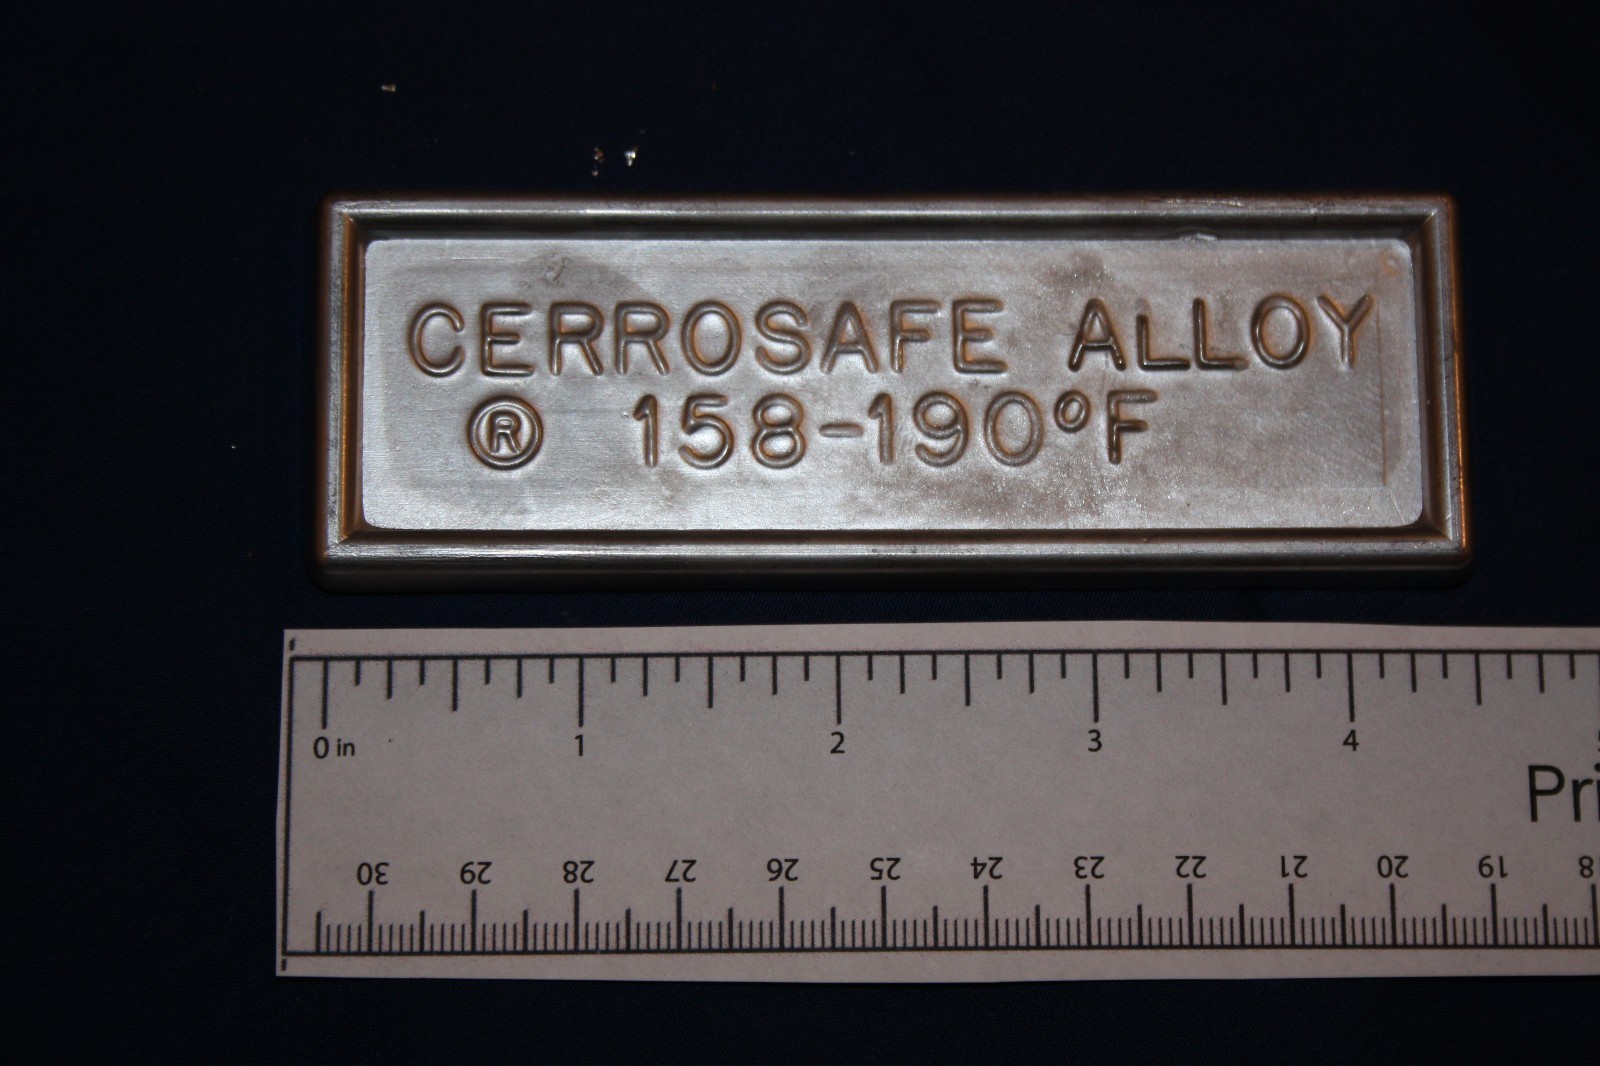 CERROSAFE ALLOY
® 158-190°F
0 in 1 2 3 4
Pri
30 29 28 27 26 25 24 23 22 21 20 19 18